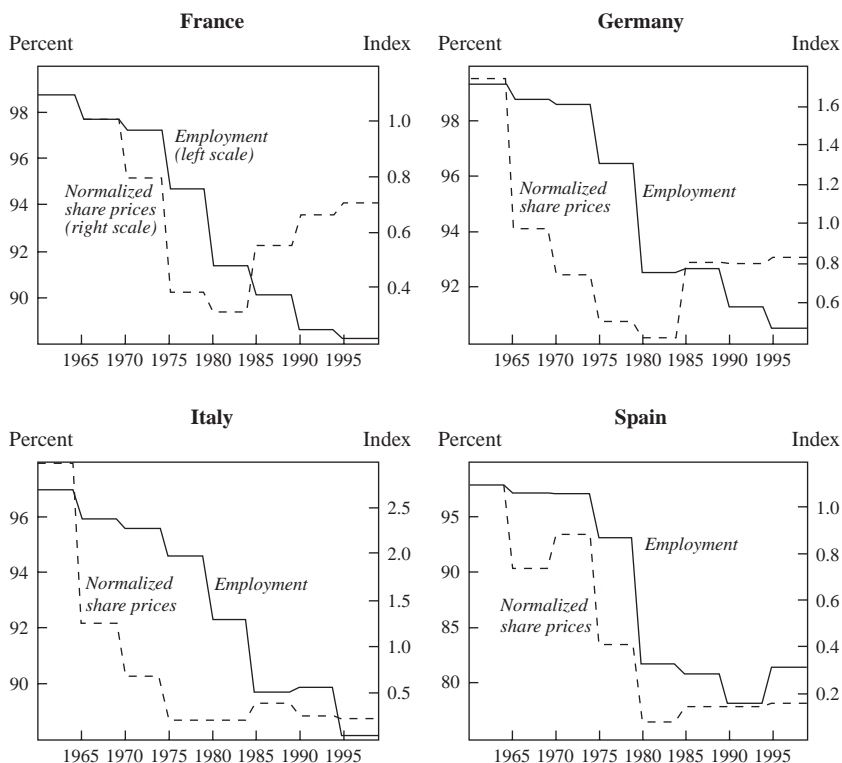 France
Percent
Index
98
96
94
92
90
1.0
0.8
0.6
0.4
Employment
(left scale)
Normalized
share prices
(right scale)
1965 1970 1975 1980 1985 1990 1995
Germany
Percent
Index
98
96
94
92
1.6
1.4
1.2
1.0
0.8
0.6
Normalized
share prices
Employment
1965 1970 1975 1980 1985 1990 1995
Italy
Percent
Index
96
94
92
90
2.5
2.0
1.5
1.0
0.5
Normalized
share prices
Employment
1965 1970 1975 1980 1985 1990 1995
Spain
Percent
Index
95
90
85
80
1.0
0.8
0.6
0.4
0.2
Employment
Normalized
share prices
1965 1970 1975 1980 1985 1990 1995